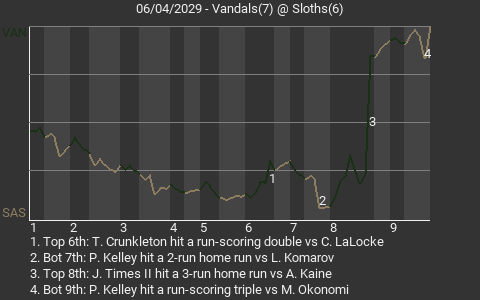 06/04/2029 - Vandals(7) @ Sloths(6)
VAN
4
3
1
2
SAS
1 2 3 4 5 6 7 8 9
1. Top 6th: T. Crunkleton hit a run-scoring double vs C. LaLocke
2. Bot 7th: P. Kelley hit a 2-run home run vs L. Komarov
3. Top 8th: J. Times II hit a 3-run home run vs A. Kaine
4. Bot 9th: P. Kelley hit a run-scoring triple vs M. Okonomi